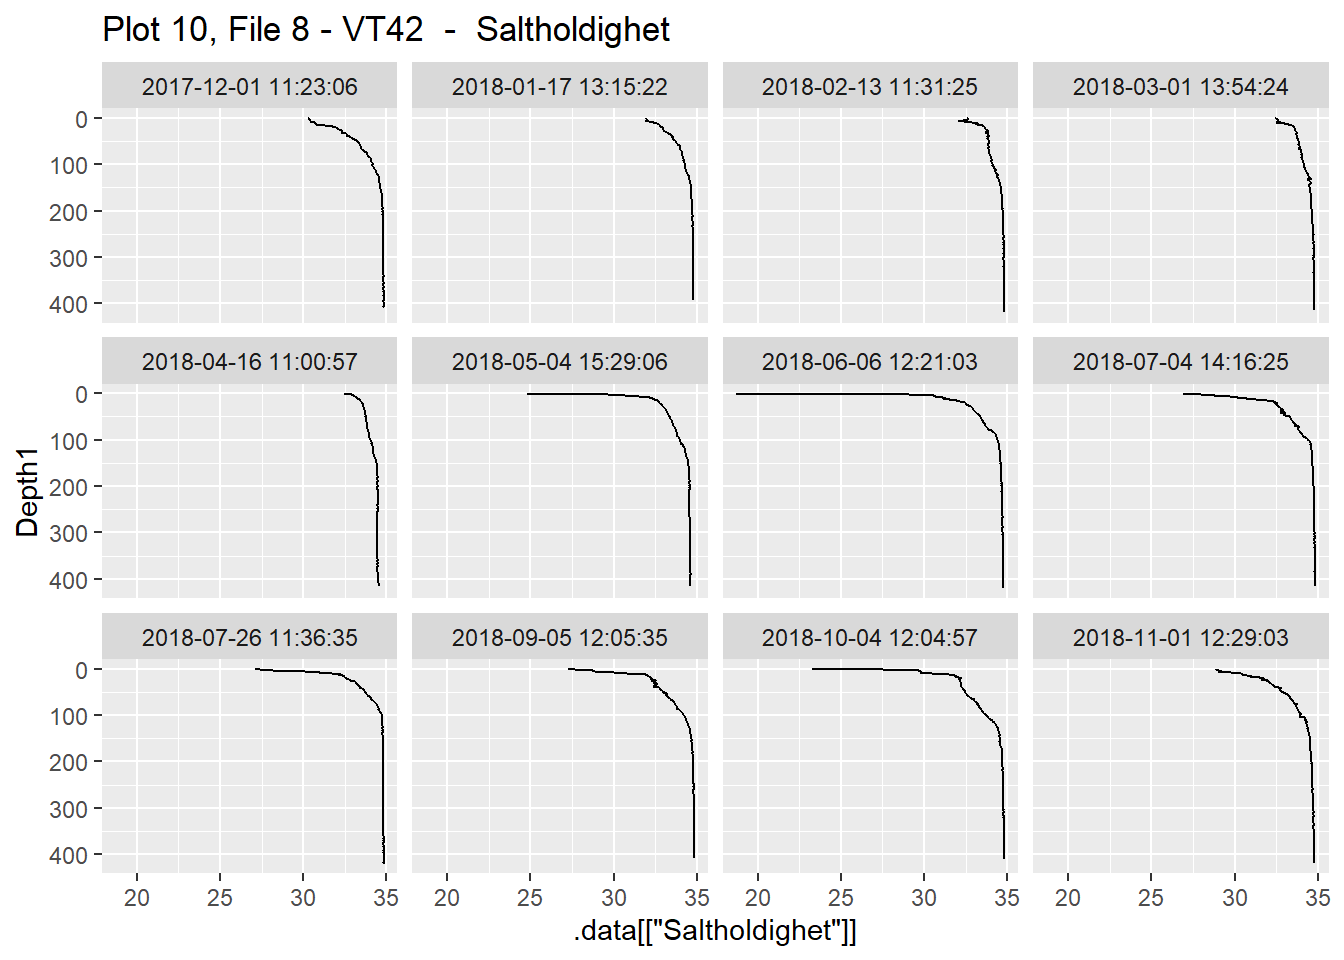 Plot 10, File 8 - VT42  -  Saltholdighet
2017-12-01 11:23:06 2018-01-17 13:15:22 2018-02-13 11:31:25 2018-03-01 13:54:24
0
100
200
300
400
2018-04-16 11:00:57 2018-05-04 15:29:06 2018-06-06 12:21:03 2018-07-04 14:16:25
0
100
200
300
400
Depth1
2018-07-26 11:36:35 2018-09-05 12:05:35 2018-10-04 12:04:57 2018-11-01 12:29:03
0
100
200
300
400
20 25 30 35 20 25 30 35 20 25 30 35 20 25 30 35
.data[["Saltholdighet"]]